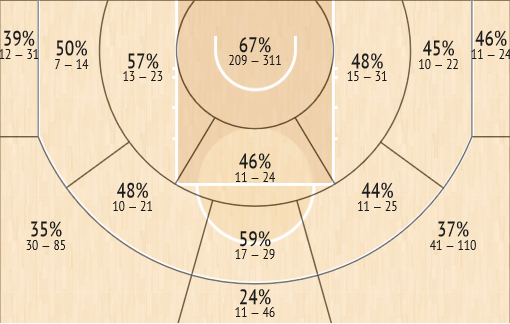 39%
12 – 31
50%
7 – 14
57%
13 – 23
67%
209 – 311
48%
15 – 31
45%
10 – 22
46%
11 – 24
46%
11 – 24
48%
10 – 21
44%
11 – 25
35%
30 – 85
59%
17 – 29
37%
41 – 110
24%
11 – 46